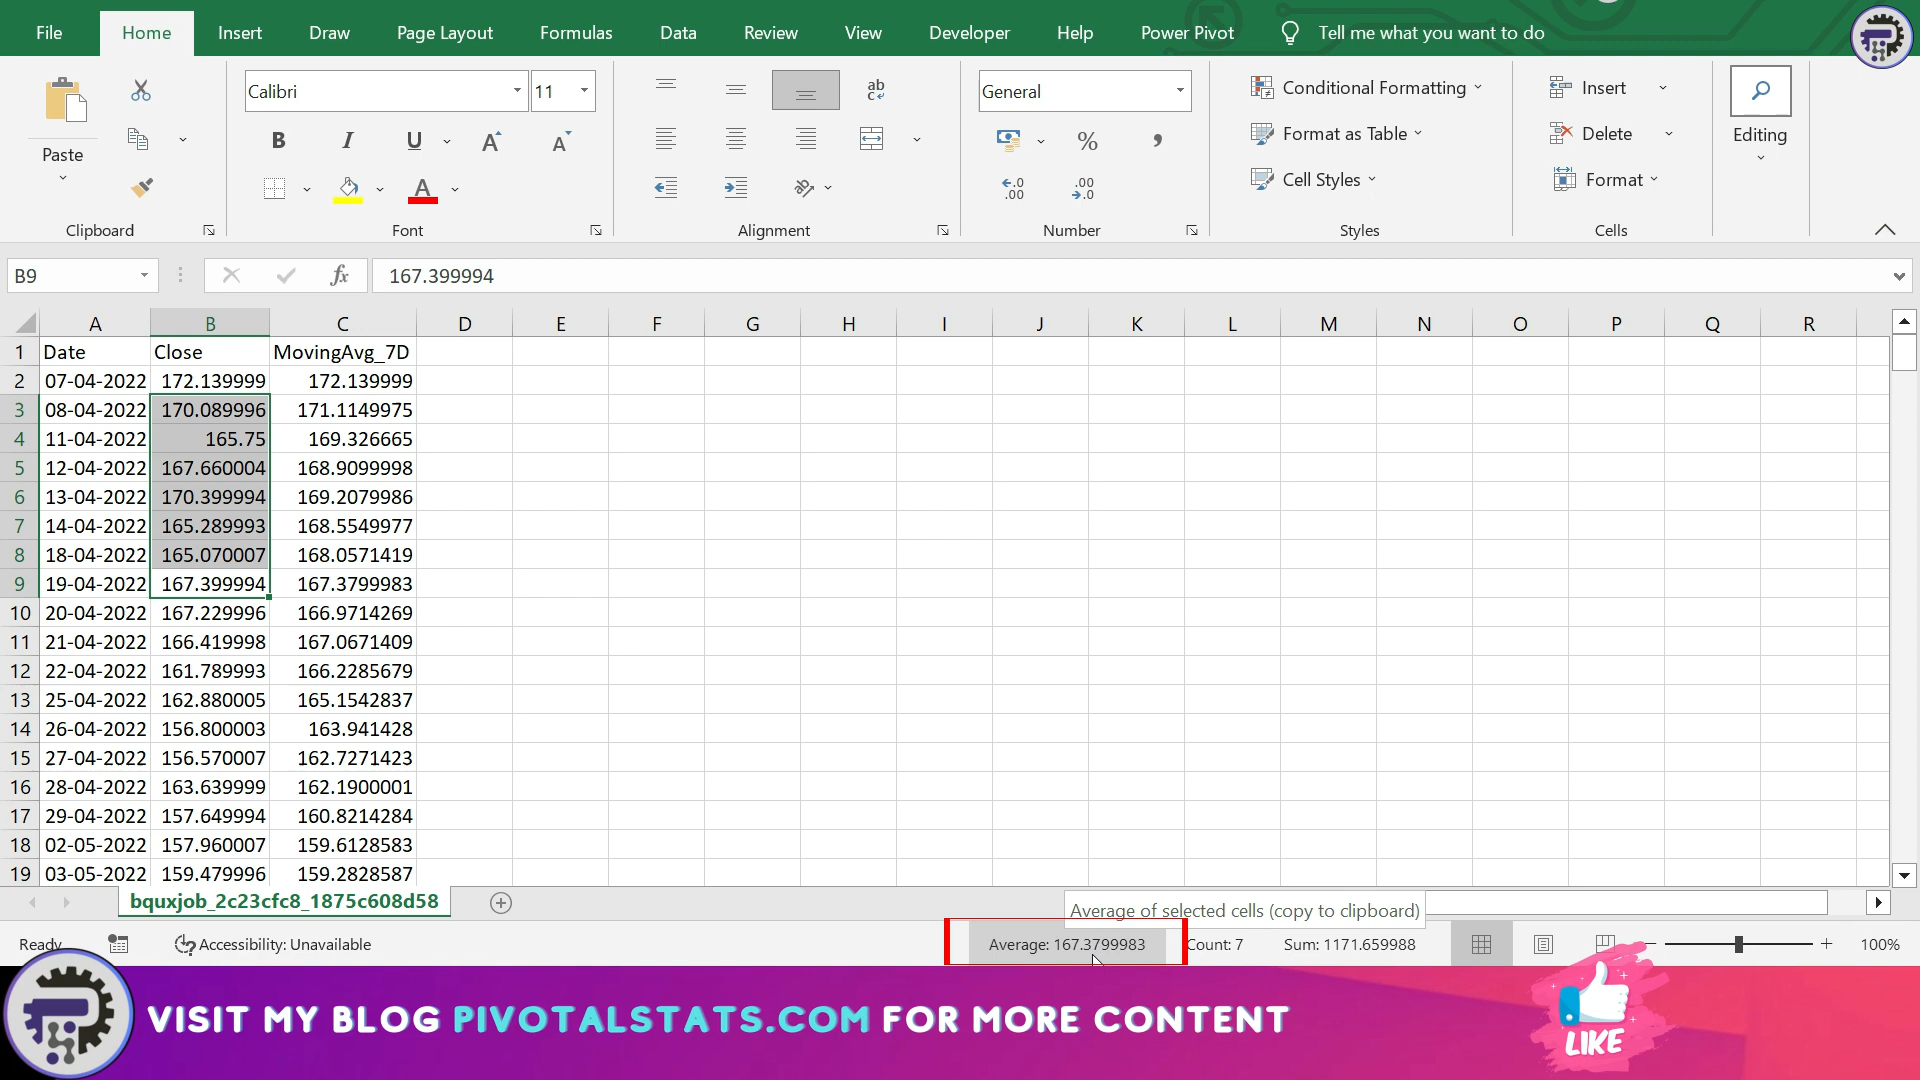 File Home Insert Draw Page Layout Formulas Data Review View Developer Help Power Pivot Tell me what you want to do
Calibri 11 General
Conditional Formatting Insert
Format as Table Delete
Cell Styles Format
Paste Editing
B I U A A ab c % ,
A .0 .00 .00 .0
Clipboard Font Alignment Number Styles Cells
B9 fx 167.399994
A B C D E F G H I J K L M N O P Q R
1 Date Close MovingAvg_7D
2 07-04-2022 172.139999 172.139999
3 08-04-2022 170.089996 171.1149975
4 11-04-2022 165.75 169.326665
5 12-04-2022 167.660004 168.9099998
6 13-04-2022 170.399994 169.2079986
7 14-04-2022 165.289993 168.5549977
8 18-04-2022 165.070007 168.0571419
9 19-04-2022 167.399994 167.3799983
10 20-04-2022 167.229996 166.9714269
11 21-04-2022 166.419998 167.0671409
12 22-04-2022 161.789993 166.2285679
13 25-04-2022 162.880005 165.1542837
14 26-04-2022 156.800003 163.941428
15 27-04-2022 156.570007 162.7271423
16 28-04-2022 163.639999 162.1900001
17 29-04-2022 157.649994 160.8214284
18 02-05-2022 157.960007 159.6128583
19 03-05-2022 159.479996 159.2828587
bquxjob_2c23cfc8_1875c608d58
Average of selected cells (copy to clipboard)
Ready Accessibility: Unavailable Average: 167.3799983 Count: 7 Sum: 1171.659988 100%
VISIT MY BLOG PIVOTALSTATS.COM FOR MORE CONTENT
LIKE